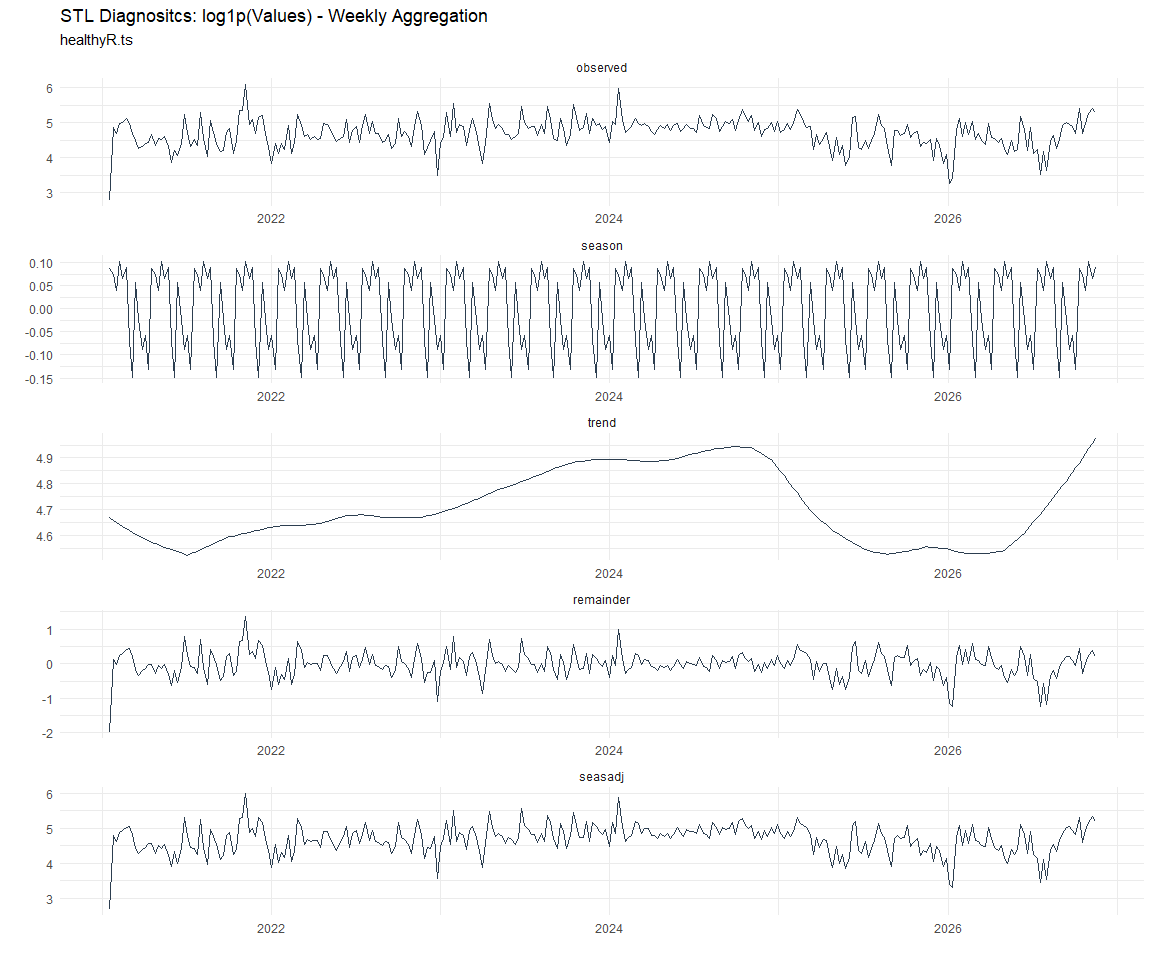 STL Diagnositcs: log1p(Values) - Weekly Aggregation
healthyR.ts
observed
6
5
4
3
2022 2024 2026
season
0.10
0.05
0.00
-0.05
-0.10
-0.15
2022 2024 2026
trend
4.9
4.8
4.7
4.6
2022 2024 2026
remainder
1
0
-1
-2
2022 2024 2026
seasadj
6
5
4
3
2022 2024 2026